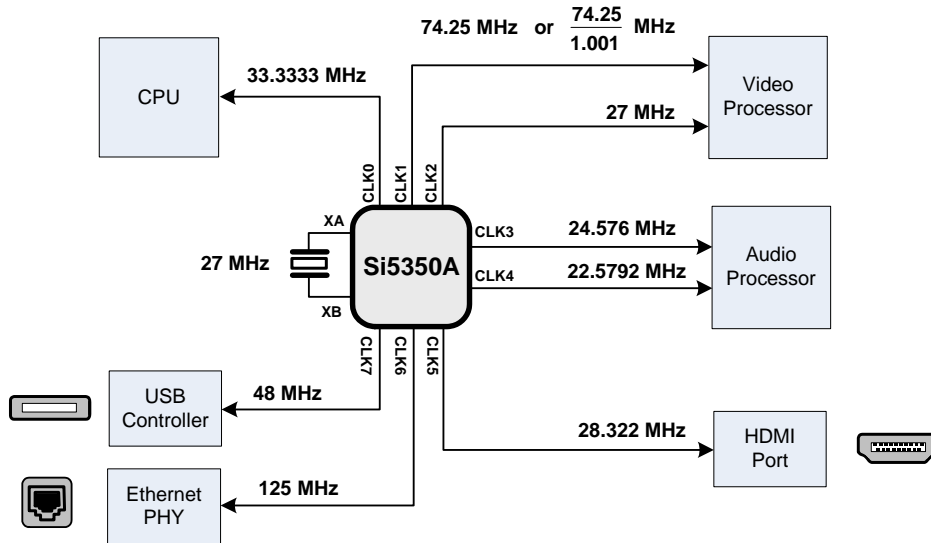 74.25 MHz or 74.25/1.001 MHz
33.3333 MHz
CPU
Video
Processor
27 MHz
CLK0
CLK1
CLK2
XA
27 MHz
XB
Si5350A
CLK3
24.576 MHz
CLK4
22.5792 MHz
Audio
Processor
CLK7
CLK6
CLK5
USB
Controller
48 MHz
28.322 MHz
HDMI
Port
Ethernet
PHY
125 MHz